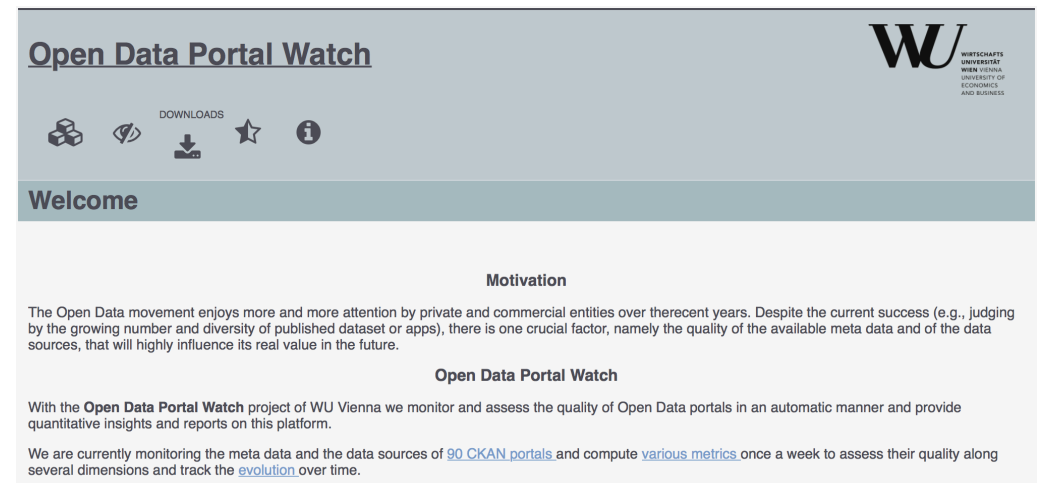 Open Data Portal Watch
WIRTSCHAFTS
UNIVERSITÄT
WIEN VIENNA
UNIVERSITY OF
ECONOMICS
AND BUSINESS
DOWNLOADS
Welcome
Motivation
The Open Data movement enjoys more and more attention by private and commercial entities over therecent years. Despite the current success (e.g., judging
by the growing number and diversity of published dataset or apps), there is one crucial factor, namely the quality of the available meta data and of the data
sources, that will highly influence its real value in the future.
Open Data Portal Watch
With the Open Data Portal Watch project of WU Vienna we monitor and assess the quality of Open Data portals in an automatic manner and provide
quantitative insights and reports on this platform.
We are currently monitoring the meta data and the data sources of 90 CKAN portals and compute various metrics once a week to assess their quality along
several dimensions and track the evolution over time.